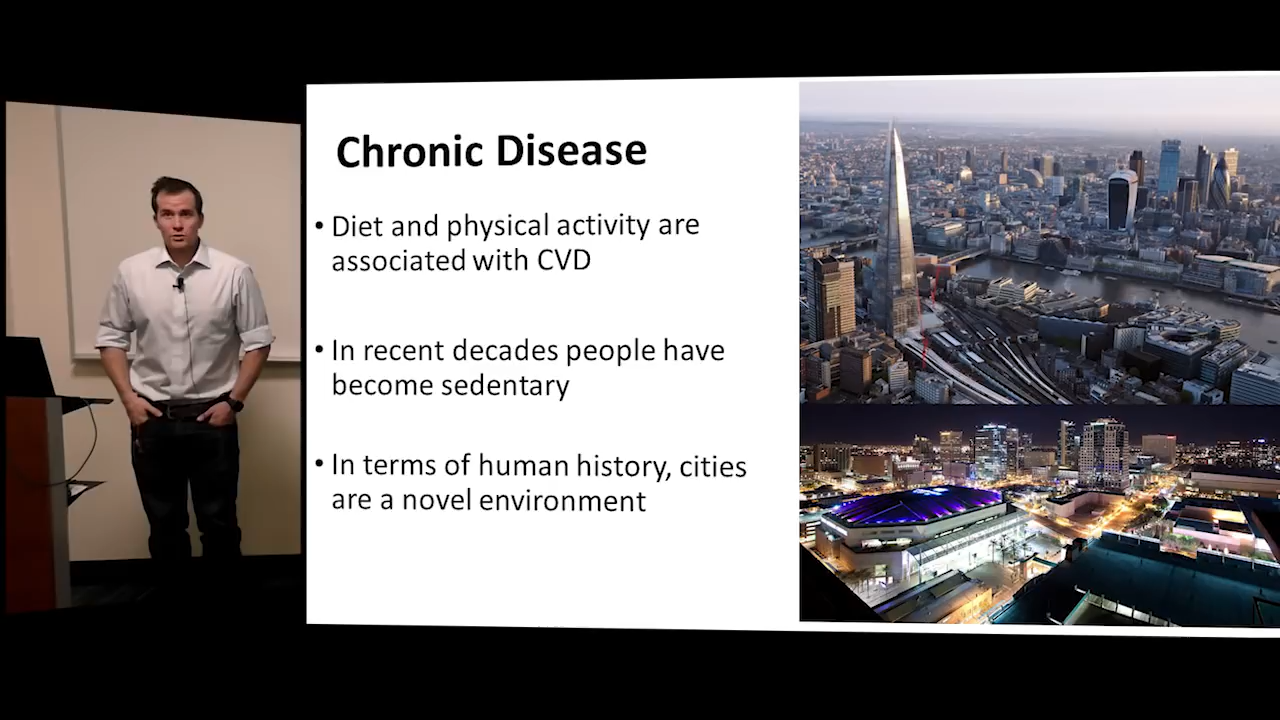 Chronic Disease
• Diet and physical activity are
associated with CVD
• In recent decades people have
become sedentary
• In terms of human history, cities
are a novel environment